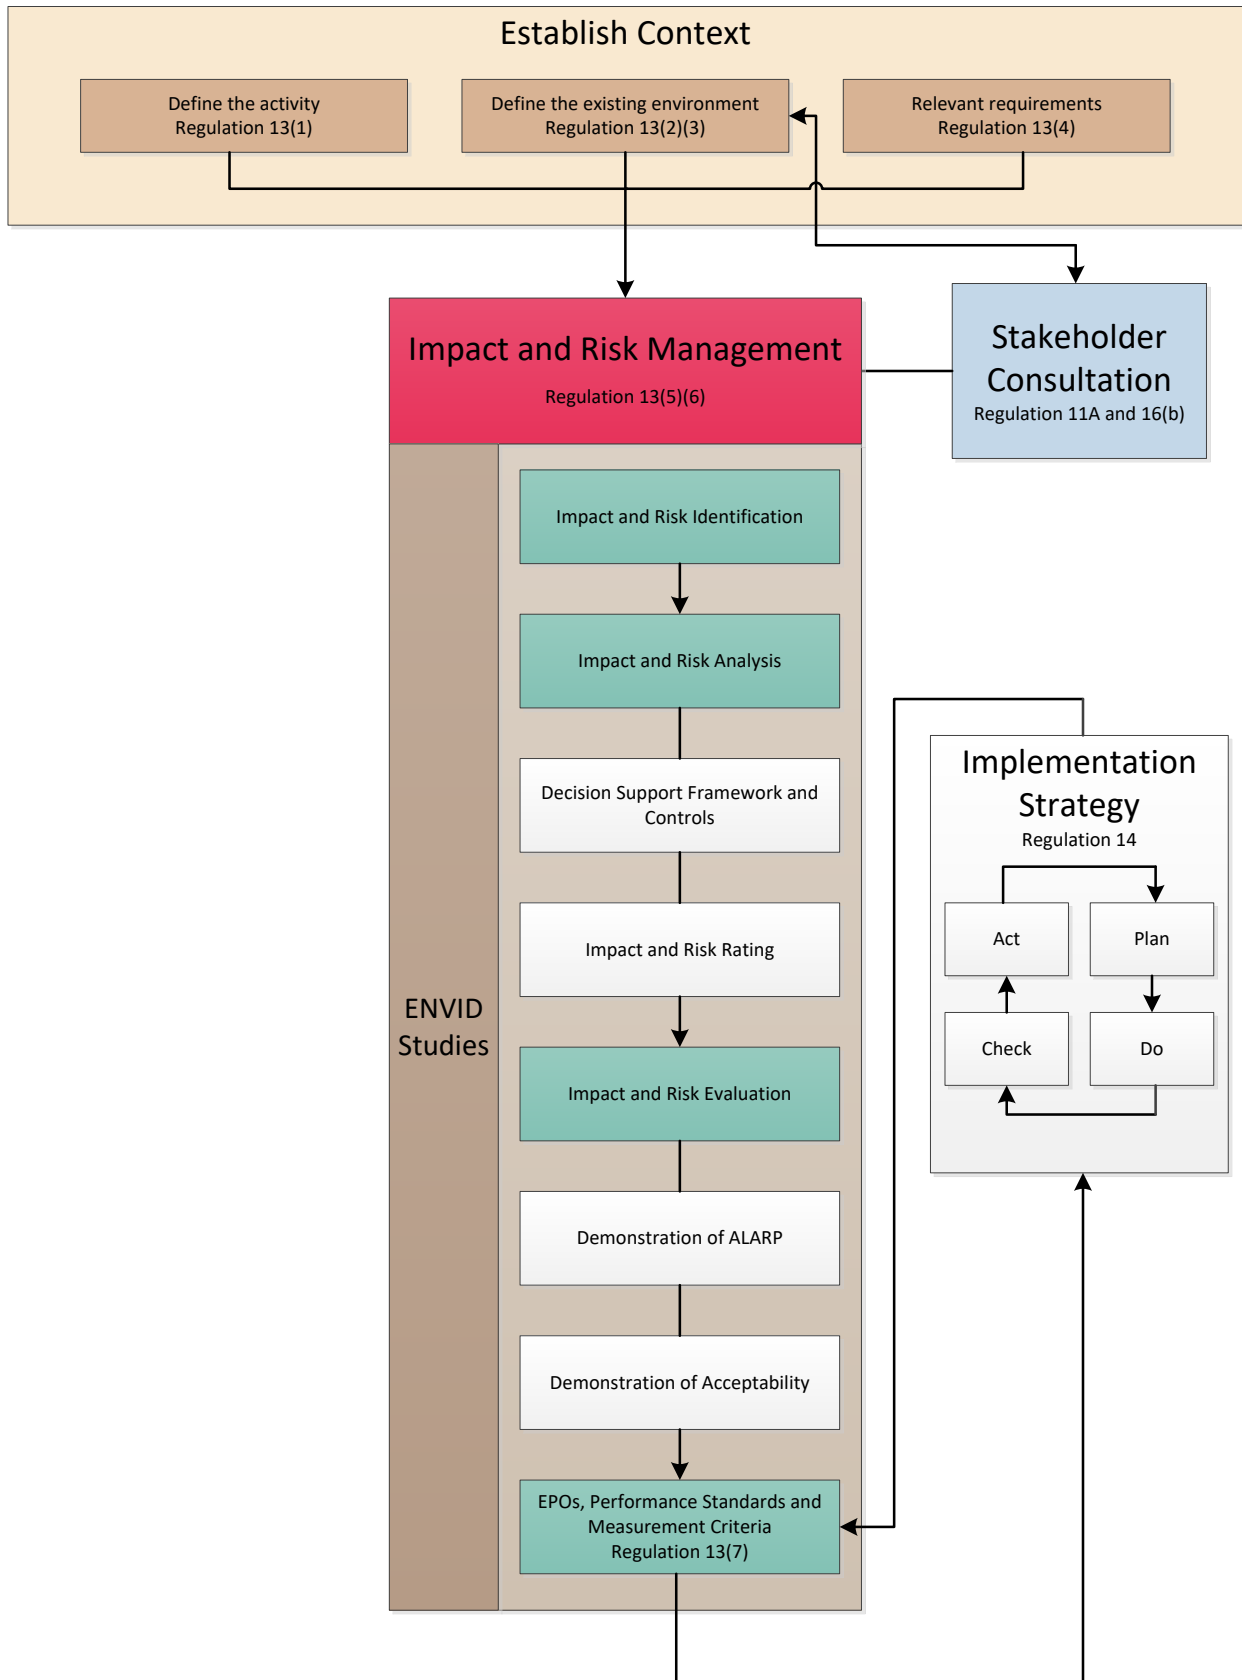 Establish Context
Define the activity
Regulation 13(1)
Define the existing environment
Regulation 13(2)(3)
Relevant requirements
Regulation 13(4)
Impact and Risk Management
Regulation 13(5)(6)
Stakeholder
Consultation
Regulation 11A and 16(b)
ENVID
Studies
Impact and Risk Identification
Impact and Risk Analysis
Decision Support Framework and
Controls
Impact and Risk Rating
Impact and Risk Evaluation
Demonstration of ALARP
Demonstration of Acceptability
EPOs, Performance Standards and
Measurement Criteria
Regulation 13(7)
Implementation
Strategy
Regulation 14
Act
Plan
Check
Do